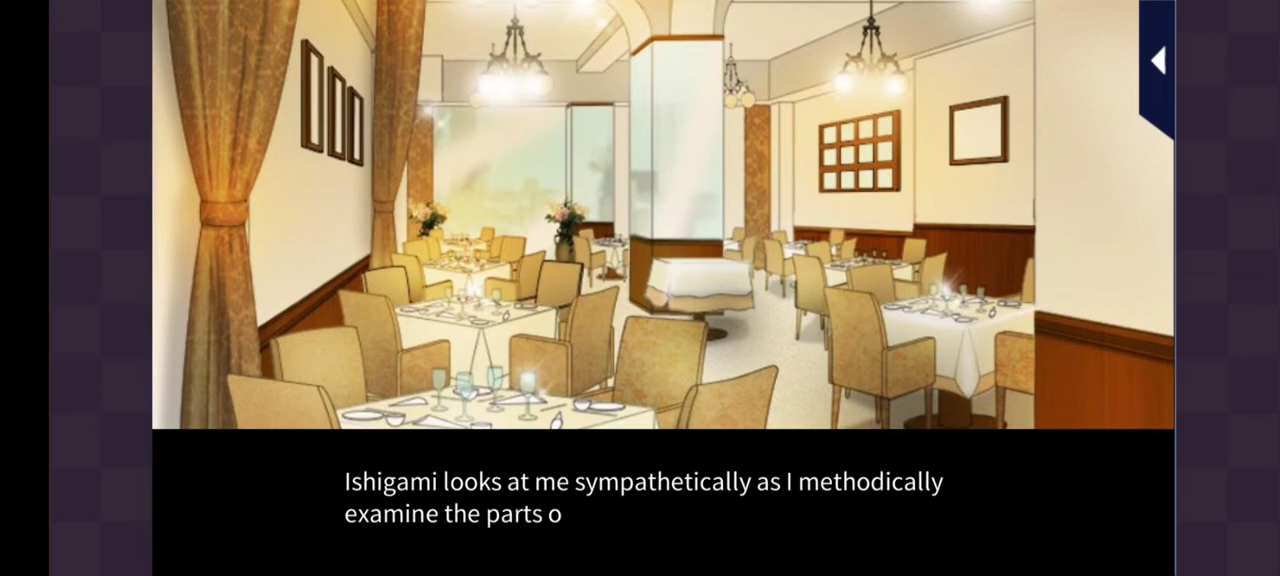 Ishigami looks at me sympathetically as I methodically
examine the parts o